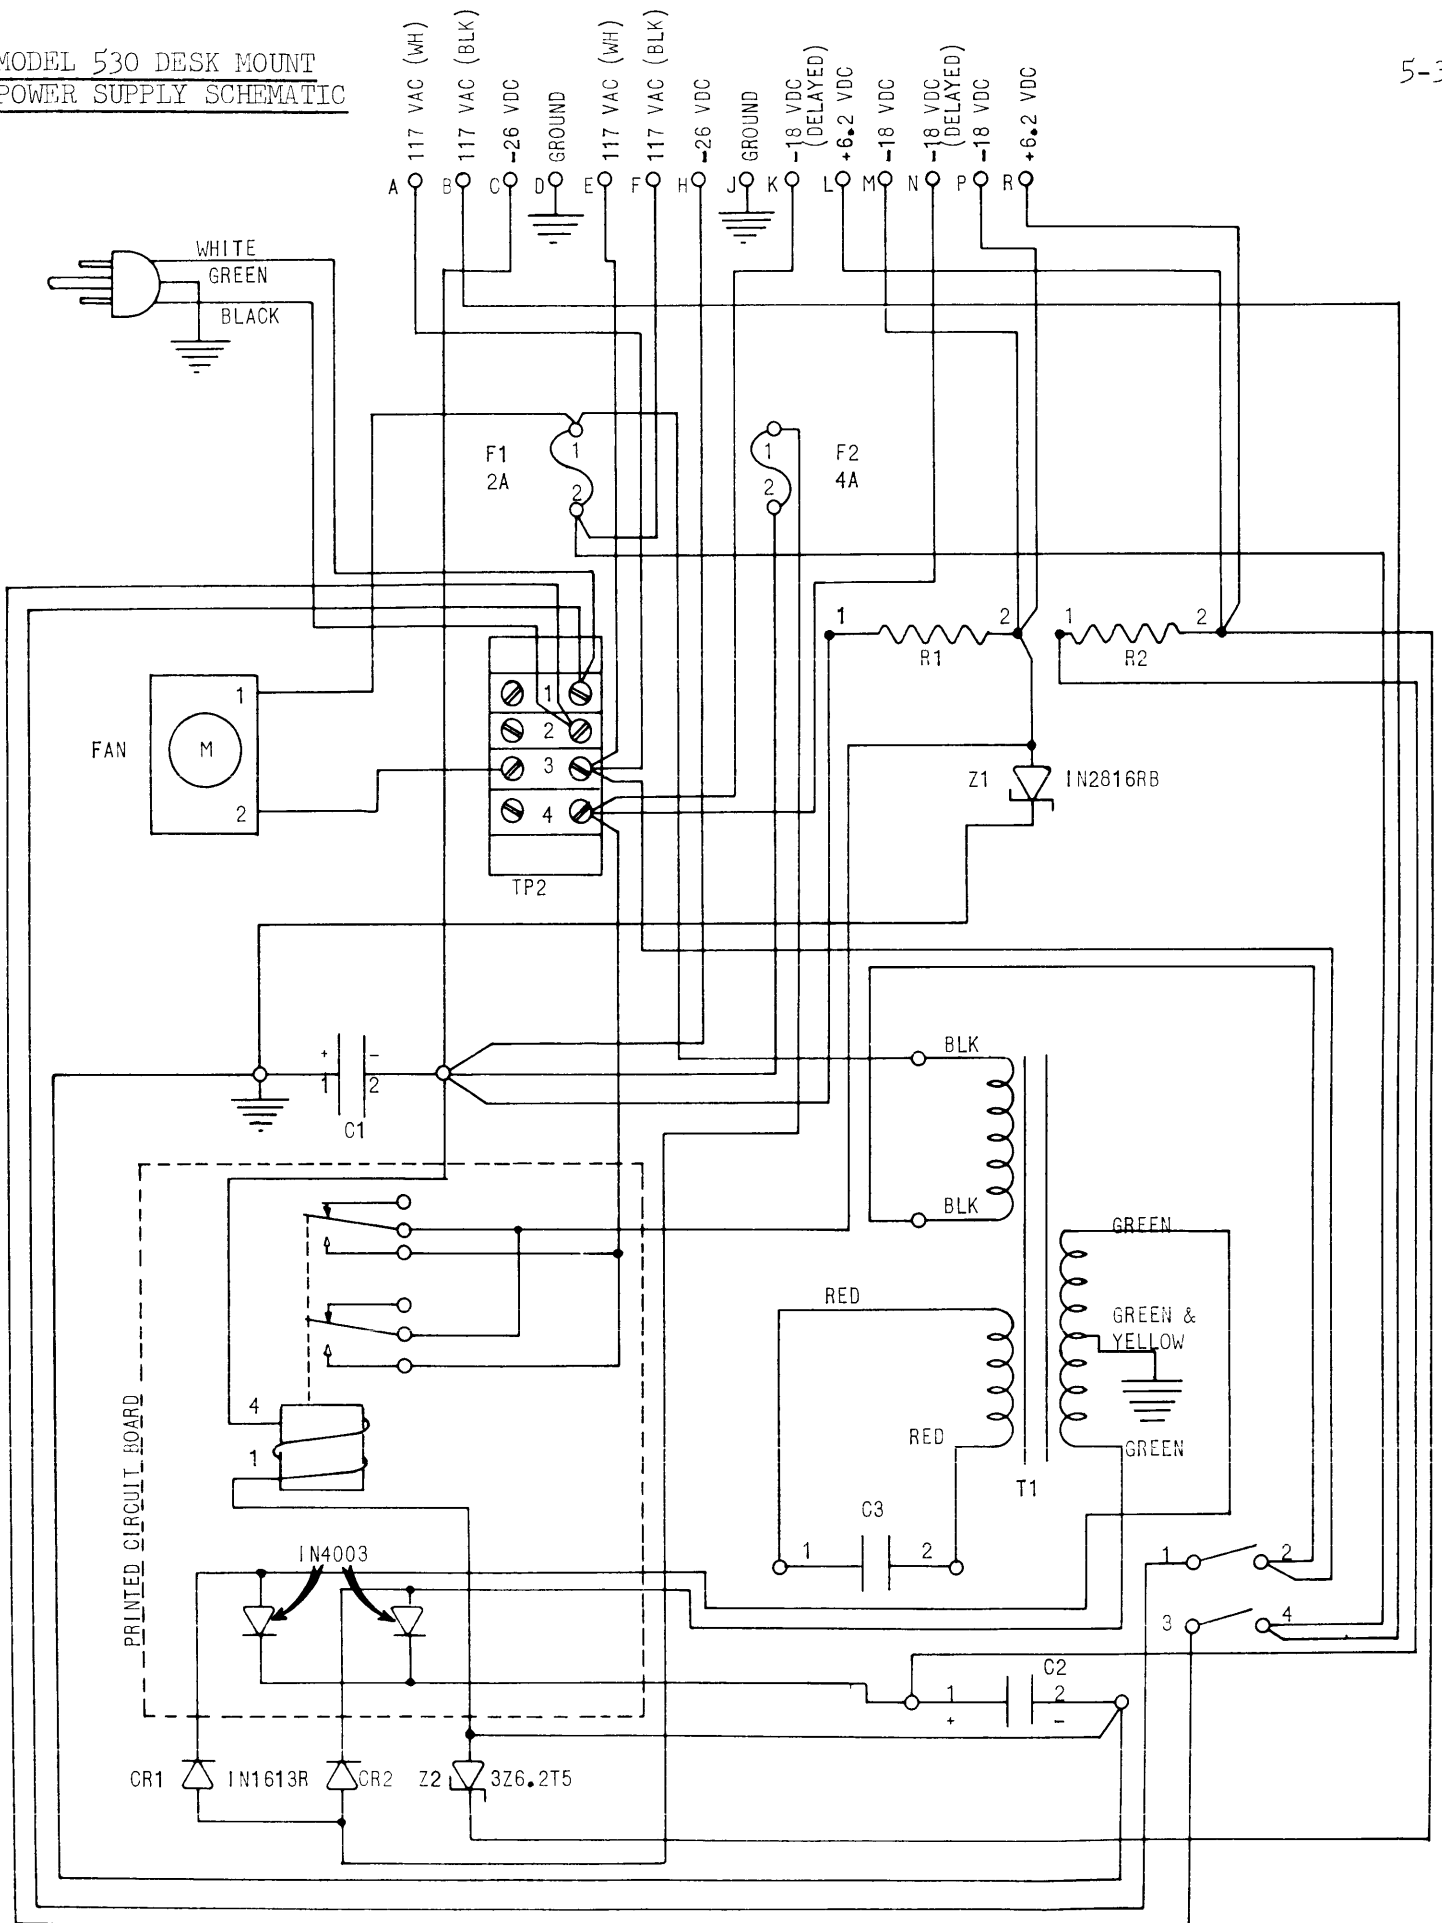 MODEL 530 DESK MOUNT
POWER SUPPLY SCHEMATIC
5-3
A 117 VAC (WH)
B 117 VAC (BLK)
C -26 VDC
D GROUND
E 117 VAC (WH)
F 117 VAC (BLK)
H -26 VDC
J GROUND
K -18 VDC
(DELAYED)
L +6.2 VDC
M -18 VDC
N -18 VDC
(DELAYED)
P -18 VDC
R +6.2 VDC
WHITE
GREEN
BLACK
F1
2A
1
2
F2
4A
1
2
1
R1
2
1
R2
2
FAN
M
1
2
1
2
3
4
TP2
Z1
IN2816RB
+
-
1
2
C1
BLK
BLK
GREEN
GREEN &
YELLOW
GREEN
RED
RED
T1
C3
1
2
PRINTED CIRCUIT BOARD
4
1
IN4003
1
2
3
4
C2
1
2
+
-
CR1
IN1613R
CR2
Z2
3Z6.2T5